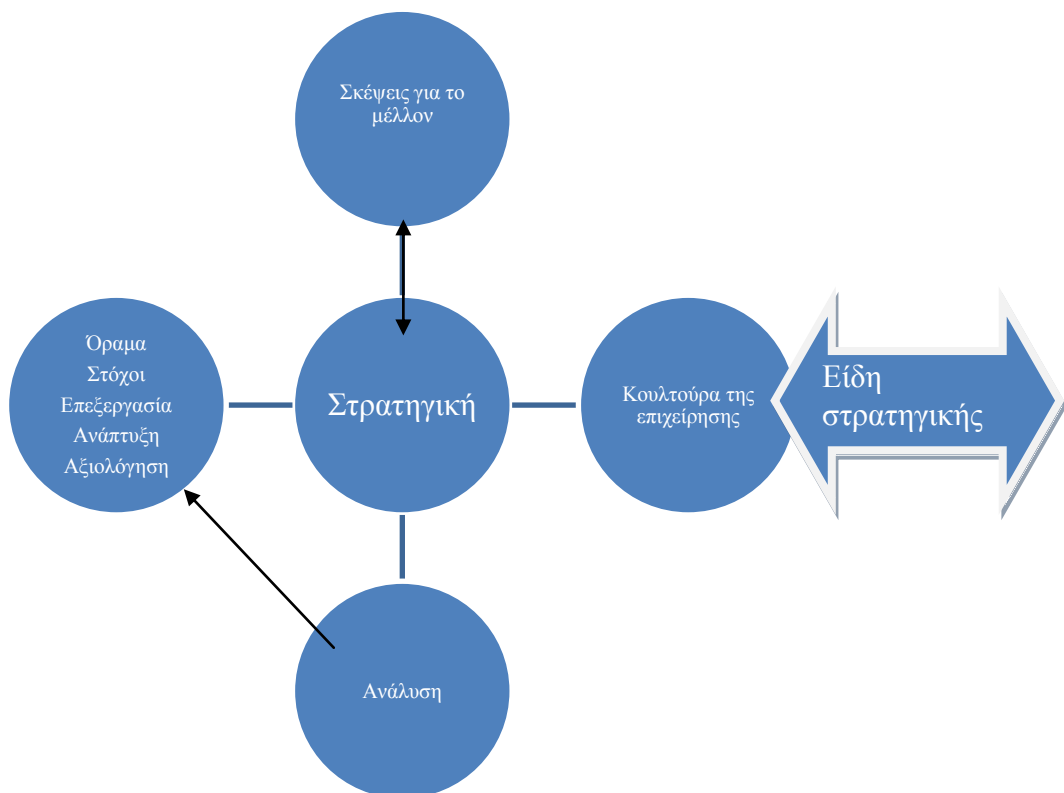 Σκέψεις για το
μέλλον
Όραμα
Στόχοι
Επεξεργασία
Ανάπτυξη
Αξιολόγηση
Στρατηγική
Κουλτούρα της
επιχείρησης
Είδη
στρατηγικής
Ανάλυση